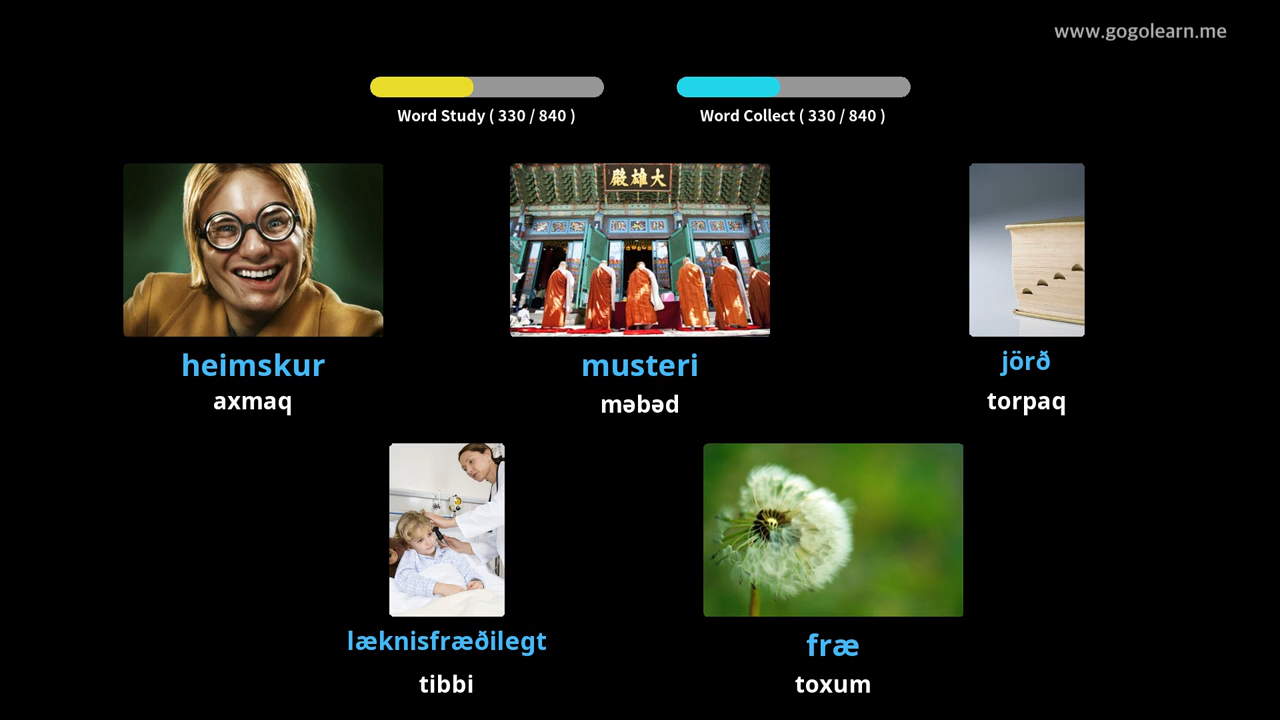 www.gogolearn.me
Word Study ( 330 / 840 )
Word Collect ( 330 / 840 )
大雄殿
heimskur
axmaq
musteri
məbəd
jörð
torpaq
læknisfræðilegt
tibbi
fræ
toxum